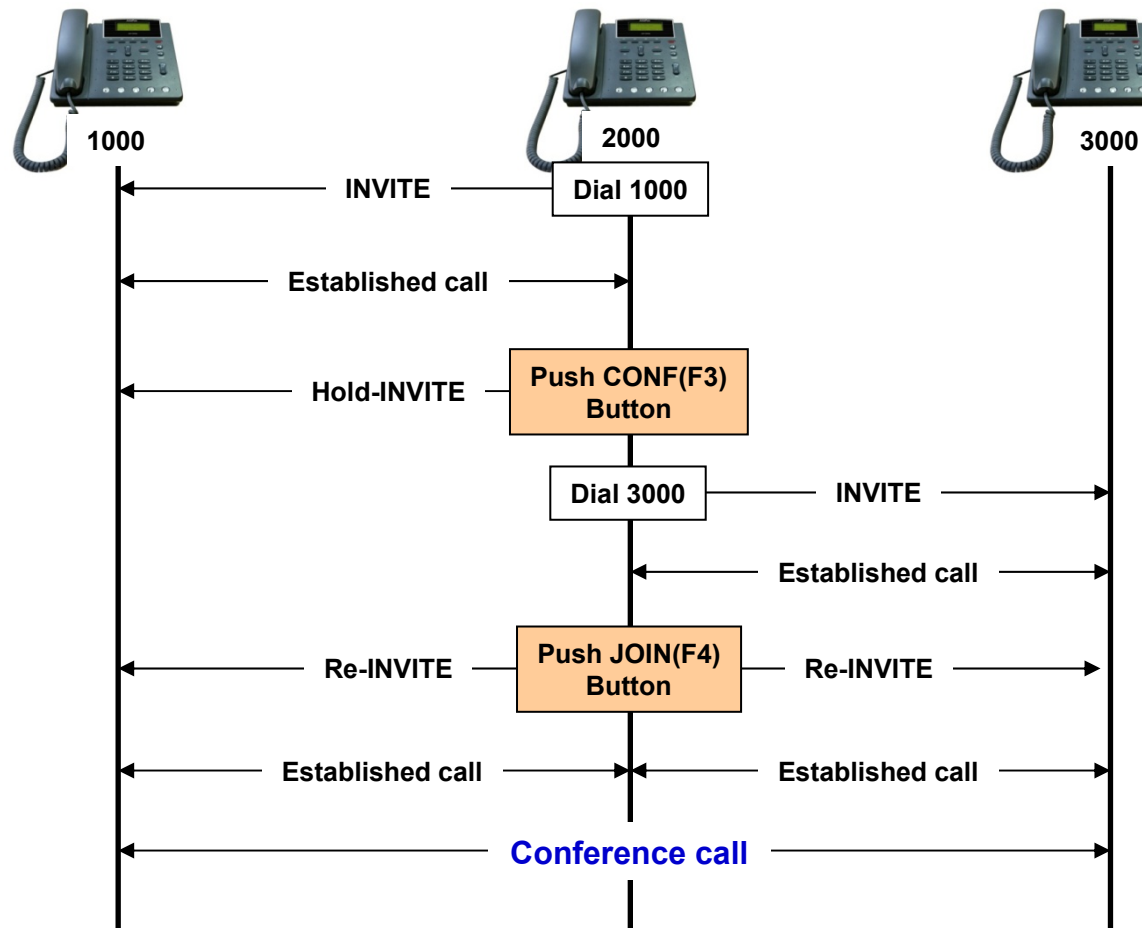 1000
2000
3000
INVITE
Dial 1000
Established call
Hold-INVITE
Push CONF(F3)
Button
Dial 3000
INVITE
Established call
Re-INVITE
Push JOIN(F4)
Button
Re-INVITE
Established call
Established call
Conference call